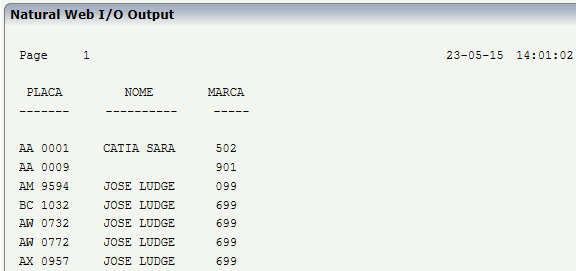 Natural Web I/O Output
Page 1 23-05-15 14:01:02
PLACA NOME MARCA
------- ---------- -----
AA 0001 CATIA SARA 502
AA 0009 901
AM 9594 JOSE LUDGE 099
BC 1032 JOSE LUDGE 699
AW 0732 JOSE LUDGE 699
AW 0772 JOSE LUDGE 699
AX 0957 JOSE LUDGE 699